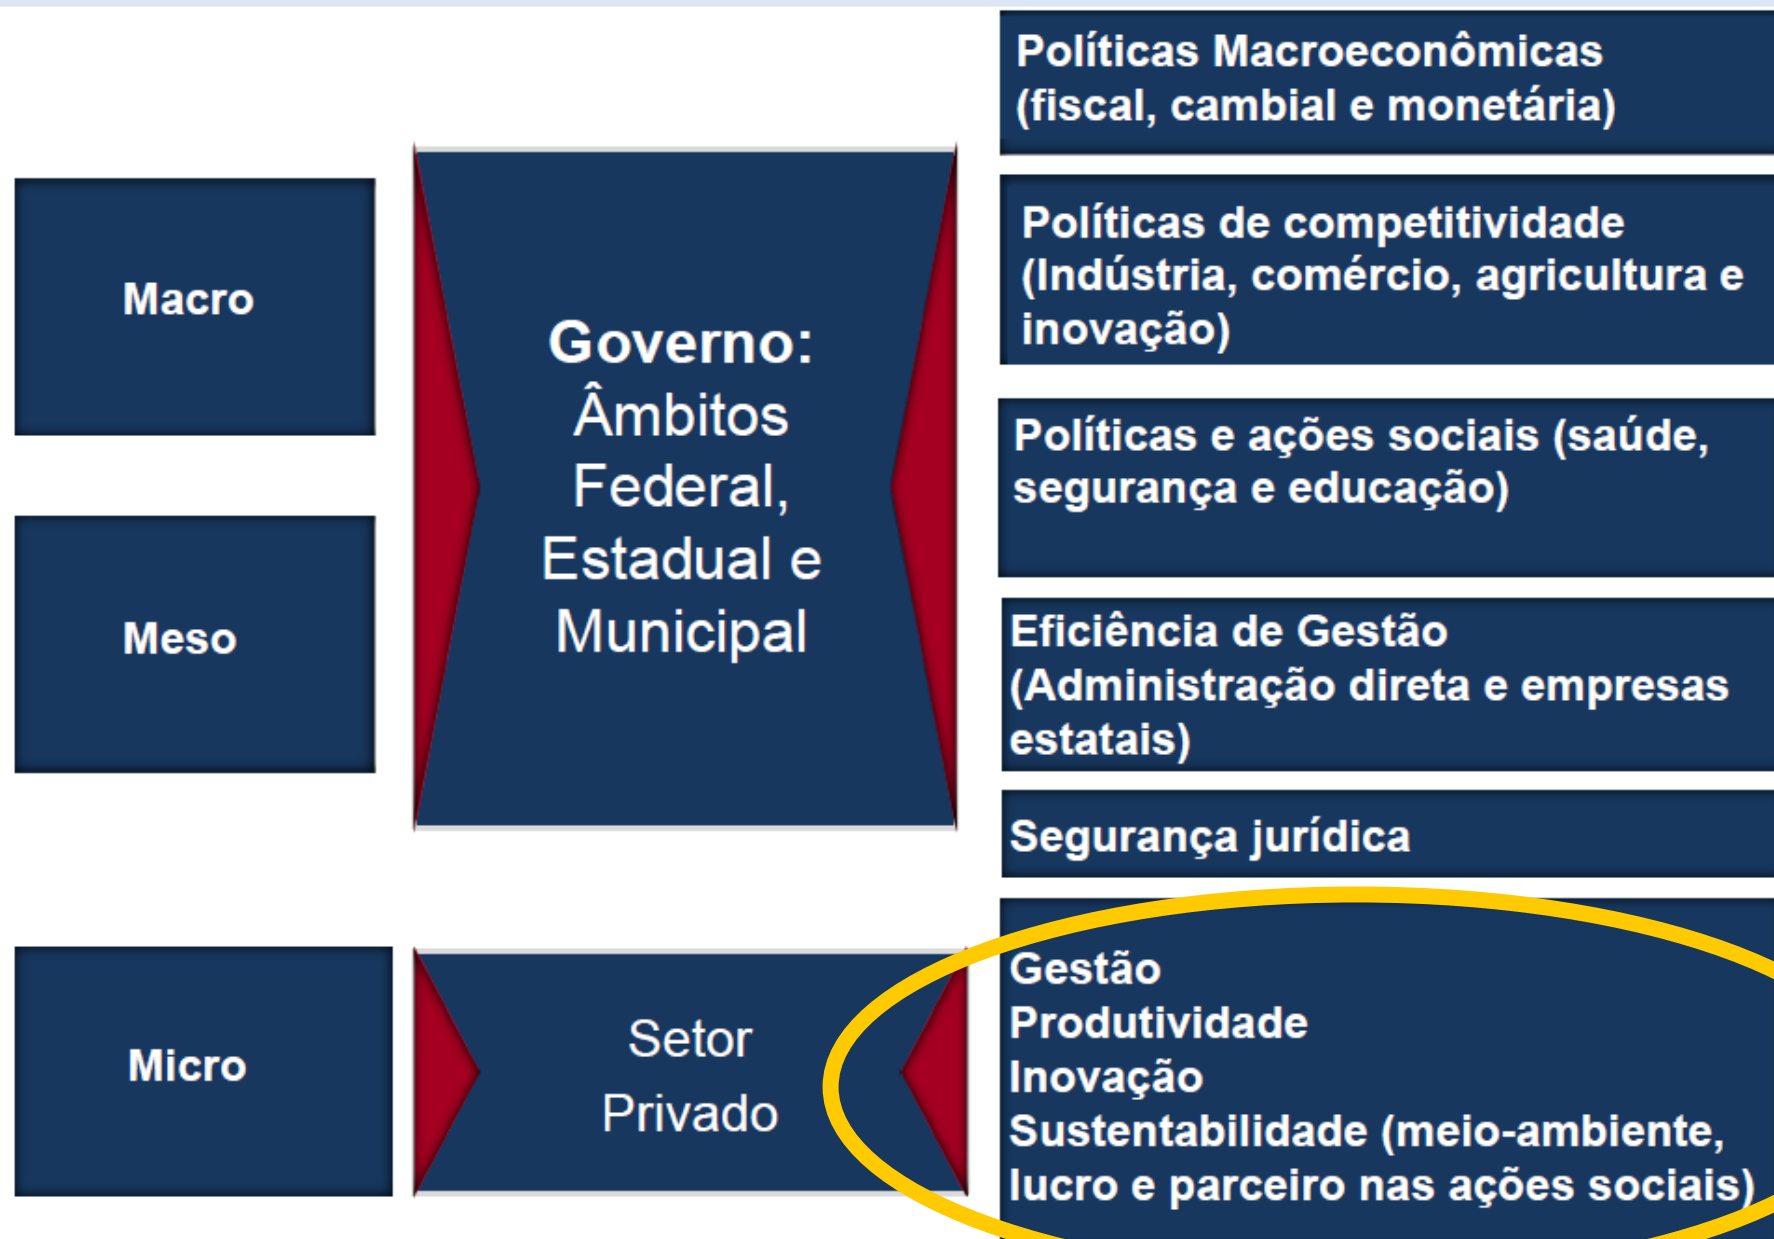 Macro
Meso
Micro
Governo:
Âmbitos
Federal,
Estadual e
Municipal
Setor
Privado
Políticas Macroeconômicas
(fiscal, cambial e monetária)
Políticas de competitividade
(Indústria, comércio, agricultura e
inovação)
Políticas e ações sociais (saúde,
segurança e educação)
Eficiência de Gestão
(Administração direta e empresas
estatais)
Segurança jurídica
Gestão
Produtividade
Inovação
Sustentabilidade (meio-ambiente,
lucro e parceiro nas ações sociais)